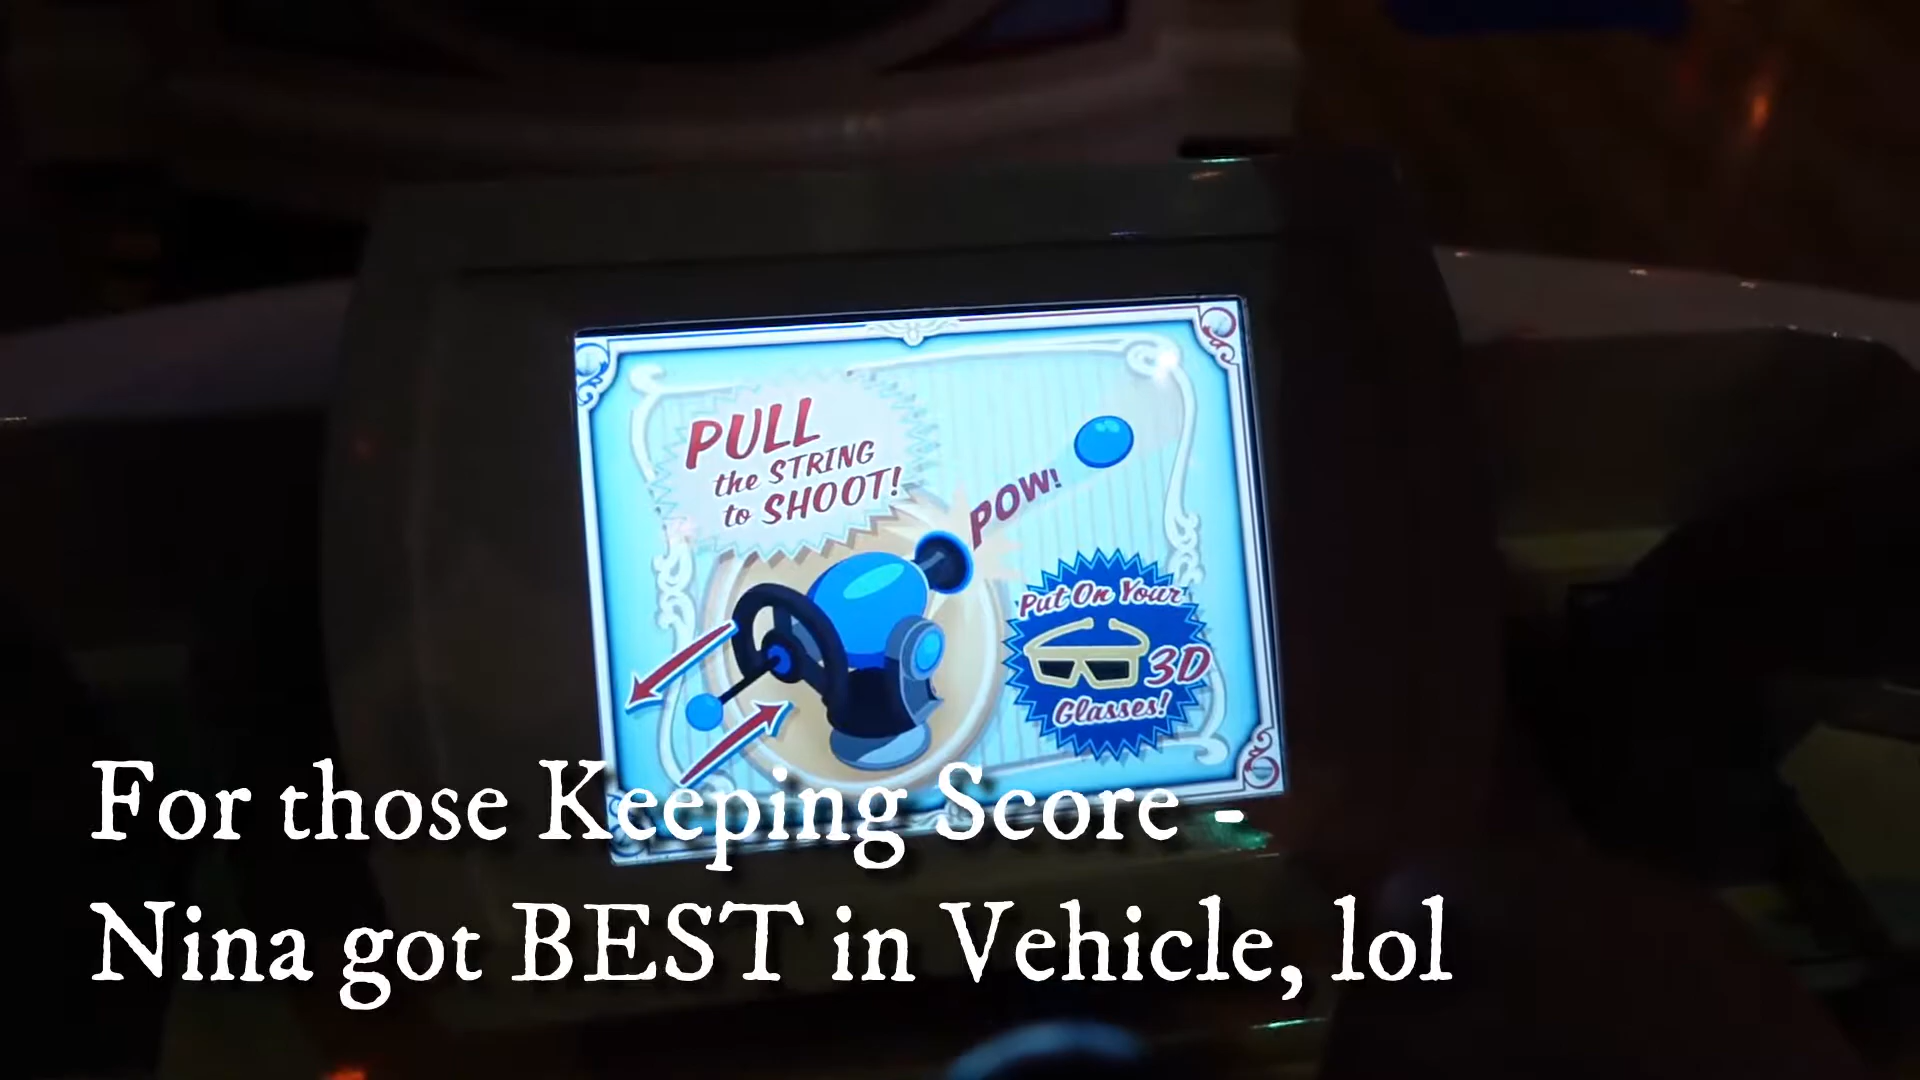 PULL
the STRING
to SHOOT!
POW!
Put On Your
3D
Glasses!
For those Keeping Score -
Nina got BEST in Vehicle, lol